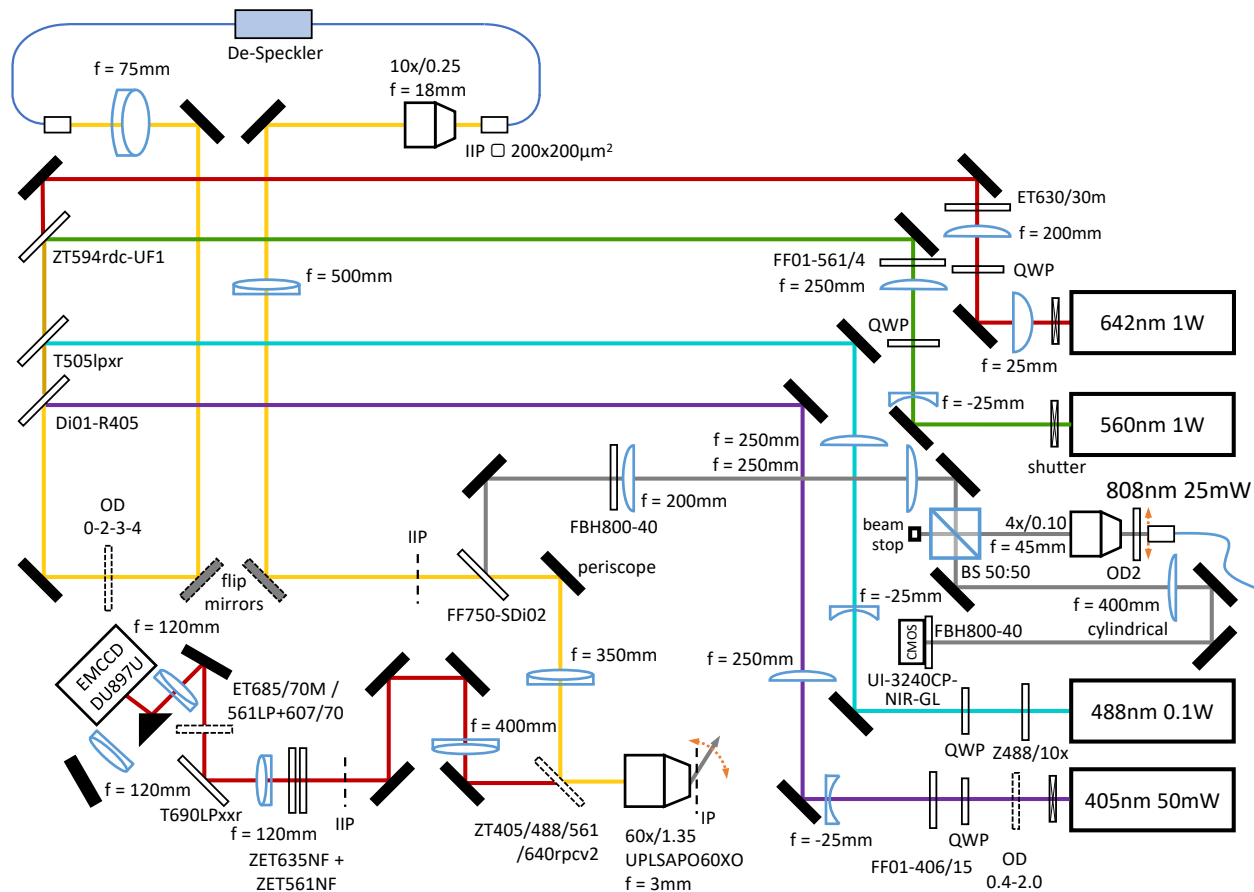 De-Speckler
f = 75mm
10x/0.25
f = 18mm
IIP ▢ 200x200µm²
ET630/30m
f = 200mm
ZT594rdc-UF1
FF01-561/4
f = 250mm
QWP
f = 500mm
QWP
642nm 1W
f = 25mm
T505lpxr
f = -25mm
Di01-R405
560nm 1W
shutter
f = 250mm
f = 250mm
f = 200mm
FBH800-40
808nm 25mW
OD
0-2-3-4
beam
stop
4x/0.10
f = 45mm
BS 50:50
OD2
IIP
periscope
flip
mirrors
FF750-SDi02
f = -25mm
f = 400mm
cylindrical
f = 120mm
EMCCD
DU897U
CMOS
FBH800-40
UI-3240CP-
NIR-GL
f = 350mm
f = 250mm
ET685/70M /
561LP+607/70
f = 400mm
488nm 0.1W
QWP
Z488/10x
f = 120mm
T690LPxxr
f = 120mm
IIP
ZET635NF +
ZET561NF
ZT405/488/561
/640rpcv2
IP
60x/1.35
UPLSAPO60XO
f = 3mm
405nm 50mW
f = -25mm
QWP
FF01-406/15
OD
0.4-2.0